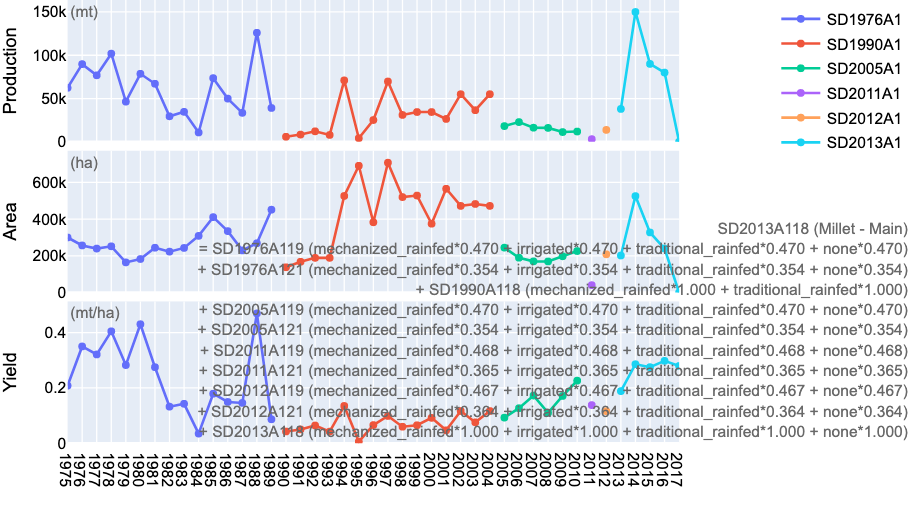 (mt)
Production
150k
100k
50k
0
SD1976A1
SD1990A1
SD2005A1
SD2011A1
SD2012A1
SD2013A1
(ha)
Area
600k
400k
200k
0
SD2013A118 (Millet - Main)
= SD1976A119 (mechanized_rainfed*0.470 + irrigated*0.470 + traditional_rainfed*0.470 + none*0.470)
+ SD1976A121 (mechanized_rainfed*0.354 + irrigated*0.354 + traditional_rainfed*0.354 + none*0.354)
+ SD1990A118 (mechanized_rainfed*1.000 + traditional_rainfed*1.000)
+ SD2005A119 (mechanized_rainfed*0.470 + irrigated*0.470 + traditional_rainfed*0.470 + none*0.470)
+ SD2005A121 (mechanized_rainfed*0.354 + irrigated*0.354 + traditional_rainfed*0.354 + none*0.354)
+ SD2011A119 (mechanized_rainfed*0.468 + irrigated*0.468 + traditional_rainfed*0.468 + none*0.468)
+ SD2011A121 (mechanized_rainfed*0.365 + irrigated*0.365 + traditional_rainfed*0.365 + none*0.365)
+ SD2012A119 (mechanized_rainfed*0.467 + irrigated*0.467 + traditional_rainfed*0.467 + none*0.467)
+ SD2012A121 (mechanized_rainfed*0.364 + irrigated*0.364 + traditional_rainfed*0.364 + none*0.364)
+ SD2013A118 (mechanized_rainfed*1.000 + irrigated*1.000 + traditional_rainfed*1.000 + none*1.000)
(mt/ha)
Yield
0.4
0.2
0
1975
1976
1977
1978
1979
1980
1981
1982
1983
1984
1985
1986
1987
1988
1989
1990
1991
1992
1993
1994
1995
1996
1997
1998
1999
2000
2001
2002
2003
2004
2005
2006
2007
2008
2009
2010
2011
2012
2013
2014
2015
2016
2017